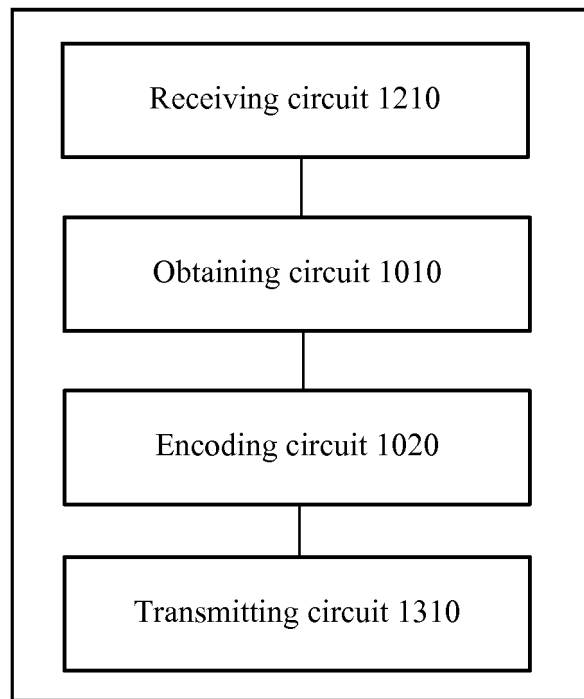 Receiving circuit 1210
Obtaining circuit 1010
Encoding circuit 1020
Transmitting circuit 1310